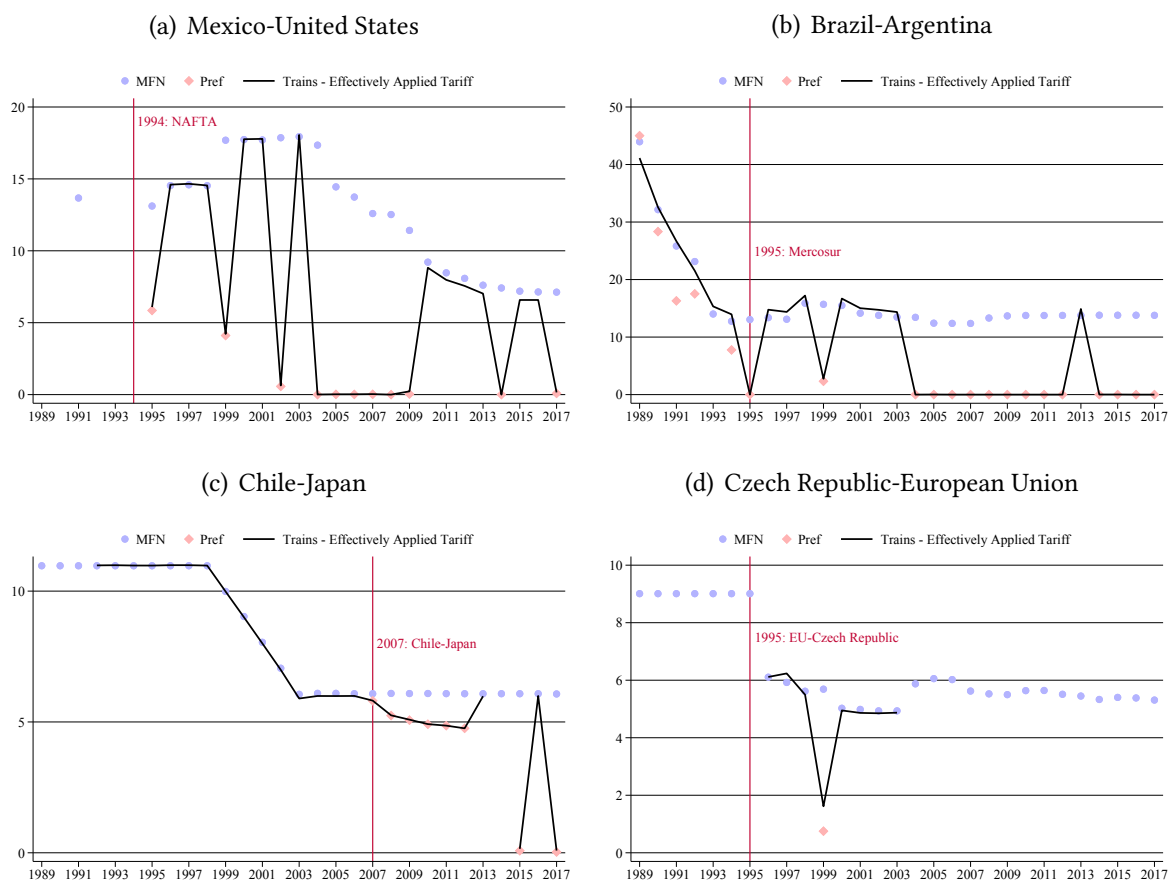 (a) Mexico-United States
MFN Pref Trains - Effectively Applied Tariff
20
15
10
5
0
1994: NAFTA
1989 1991 1993 1995 1997 1999 2001 2003 2005 2007 2009 2011 2013 2015 2017
(b) Brazil-Argentina
MFN Pref Trains - Effectively Applied Tariff
50
40
30
20
10
0
1995: Mercosur
1989 1991 1993 1995 1997 1999 2001 2003 2005 2007 2009 2011 2013 2015 2017
(c) Chile-Japan
MFN Pref Trains - Effectively Applied Tariff
10
5
0
2007: Chile-Japan
1989 1991 1993 1995 1997 1999 2001 2003 2005 2007 2009 2011 2013 2015 2017
(d) Czech Republic-European Union
MFN Pref Trains - Effectively Applied Tariff
10
8
6
4
2
0
1995: EU-Czech Republic
1989 1991 1993 1995 1997 1999 2001 2003 2005 2007 2009 2011 2013 2015 2017